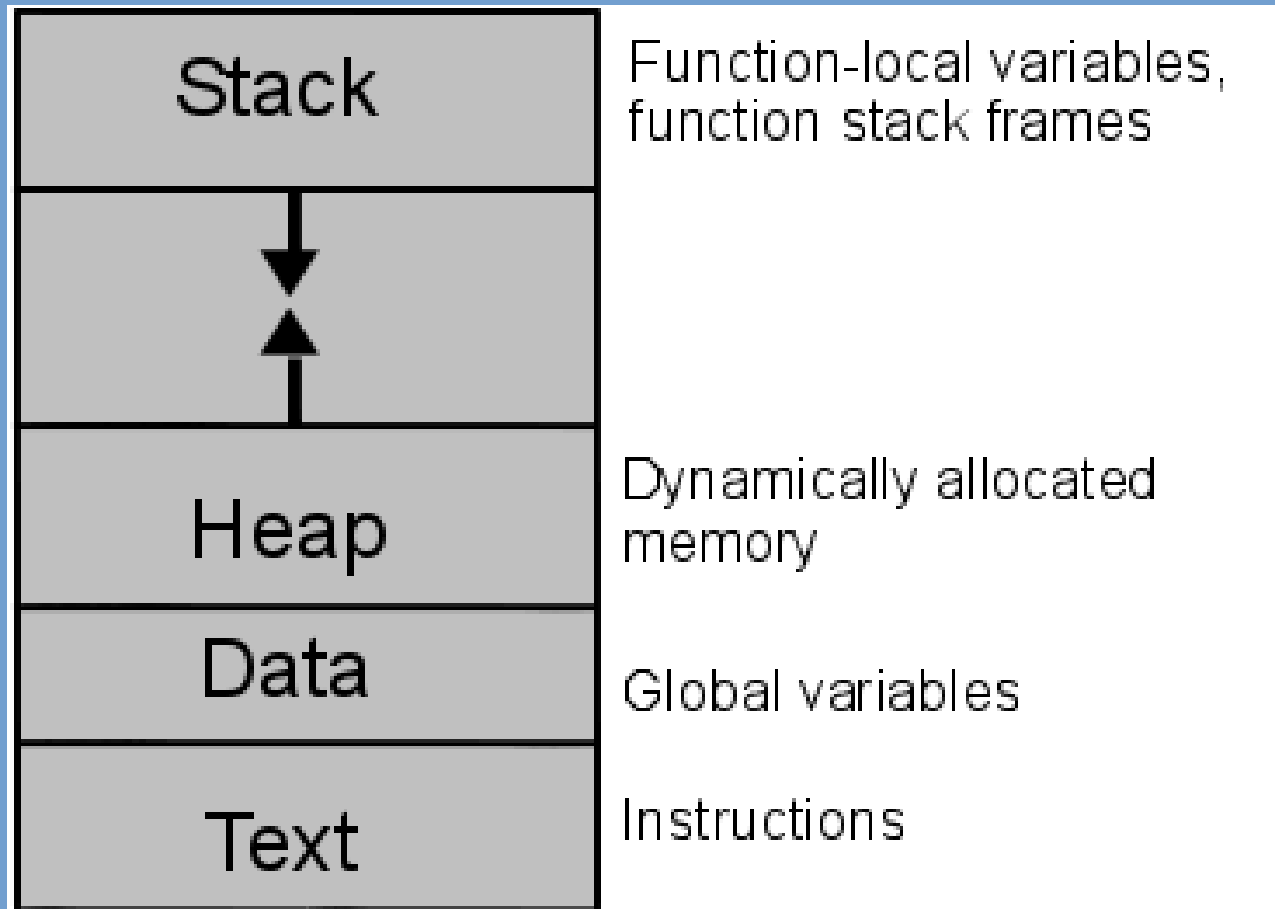 Stack
Function-local variables,
function stack frames
Heap
Dynamically allocated
memory
Data
Global variables
Text
Instructions